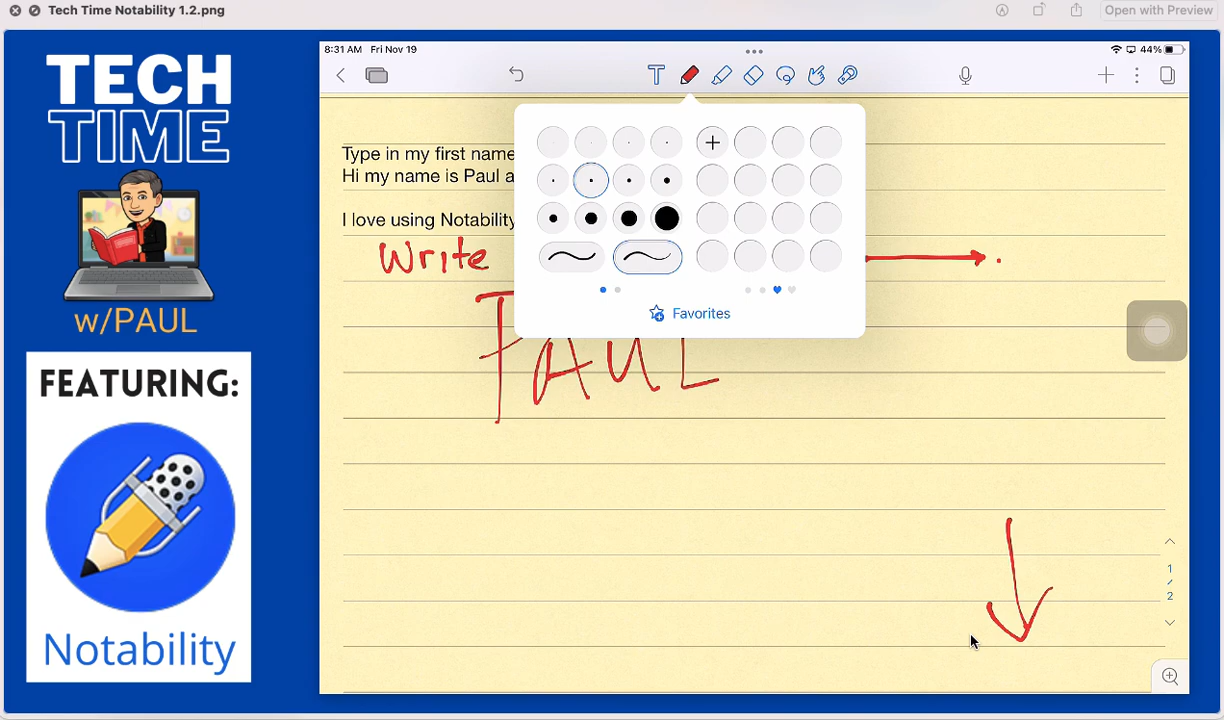 Tech Time Notability 1.2.png
Open with Preview
TECH
TIME
w/PAUL
FEATURING:
Notability
8:31 AM Fri Nov 19
44%
T
Type in my first name
Hi my name is Paul a
I love using Notability
Write
PAUL
Favorites
1
/
2